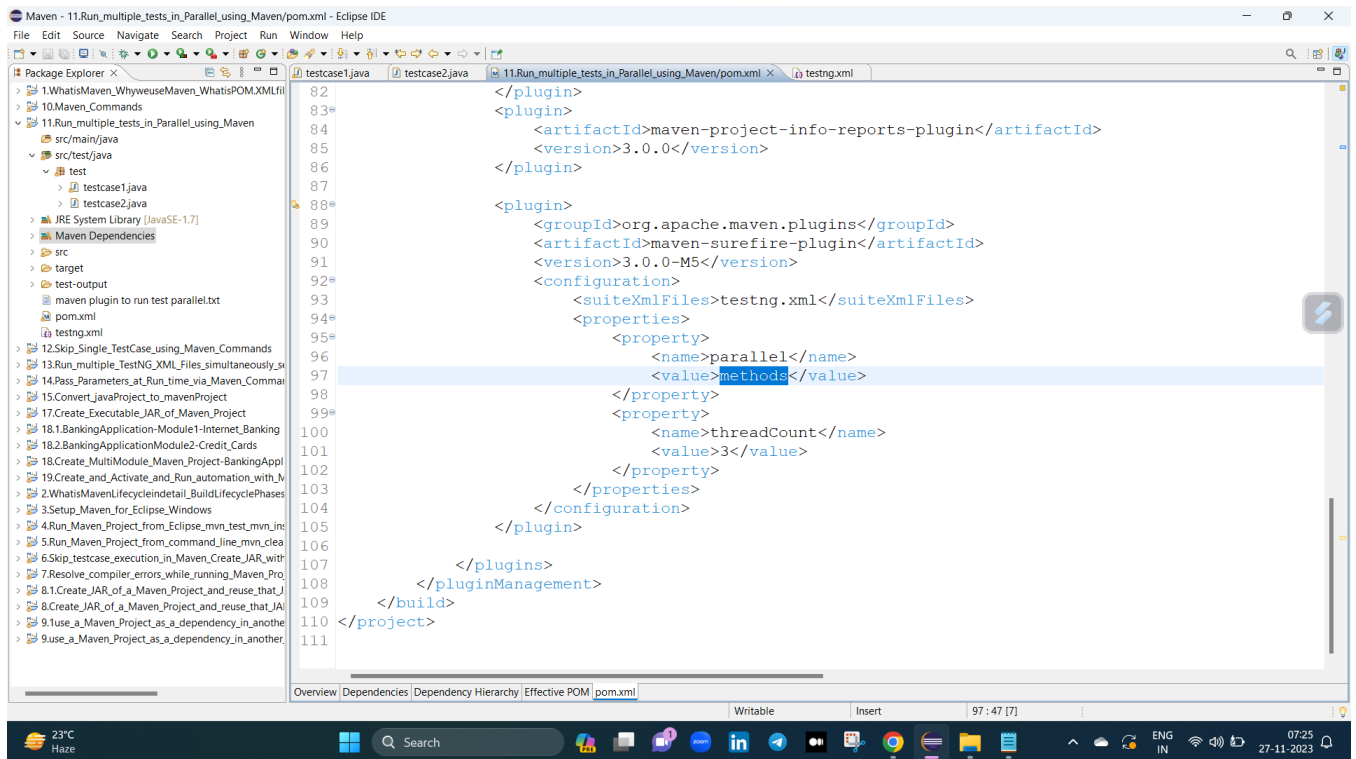 Maven - 11.Run_multiple_tests_in_Parallel_using_Maven/pom.xml - Eclipse IDE
File Edit Source Navigate Search Project Run Window Help
Package Explorer
testcase1.java
testcase2.java
11.Run_multiple_tests_in_Parallel_using_Maven/pom.xml
testng.xml
1.WhatisMaven_WhyweuseMaven_WhatisPOM.XMLfil
10.Maven_Commands
11.Run_multiple_tests_in_Parallel_using_Maven
src/main/java
src/test/java
test
testcase1.java
testcase2.java
JRE System Library [JavaSE-1.7]
Maven Dependencies
src
target
test-output
maven plugin to run test parallel.txt
pom.xml
testng.xml
12.Skip_Single_TestCase_using_Maven_Commands
13.Run_multiple_TestNG_XML_Files_simultaneously_se
14.Pass_Parameters_at_Run_time_via_Maven_Comma
15.Convert_javaProject_to_mavenProject
17.Create_Executable_JAR_of_Maven_Project
18.1.BankingApplication-Module1-Internet_Banking
18.2.BankingApplicationModule2-Credit_Cards
18.Create_MultiModule_Maven_Project-BankingAppl
19.Create_and_Activate_and_Run_automation_with_M
2.WhatisMavenLifecycleindetail_BuildLifecyclePhases
3.Setup_Maven_for_Eclipse_Windows
4.Run_Maven_Project_from_Eclipse_mvn_test_mvn_ins
5.Run_Maven_Project_from_command_line_mvn_clea
6.Skip_testcase_execution_in_Maven_Create_JAR_with
7.Resolve_compiler_errors_while_running_Maven_Pro
8.1.Create_JAR_of_a_Maven_Project_and_reuse_that_J
8.Create_JAR_of_a_Maven_Project_and_reuse_that_JA
9.1use_a_Maven_Project_as_a_dependency_in_anothe
9.use_a_Maven_Project_as_a_dependency_in_another_
82 </plugin>
83 <plugin>
84 <artifactId>maven-project-info-reports-plugin</artifactId>
85 <version>3.0.0</version>
86 </plugin>
87
88 <plugin>
89 <groupId>org.apache.maven.plugins</groupId>
90 <artifactId>maven-surefire-plugin</artifactId>
91 <version>3.0.0-M5</version>
92 <configuration>
93 <suiteXmlFiles>testng.xml</suiteXmlFiles>
94 <properties>
95 <property>
96 <name>parallel</name>
97 <value>methods</value>
98 </property>
99 <property>
100 <name>threadCount</name>
101 <value>3</value>
102 </property>
103 </properties>
104 </configuration>
105 </plugin>
106
107 </plugins>
108 </pluginManagement>
109 </build>
110 </project>
111
Overview Dependencies Dependency Hierarchy Effective POM pom.xml
Writable Insert 97 : 47 [7]
23°C
Haze
Search
PRE
1
zoom
in
ENG
IN
07:25
27-11-2023